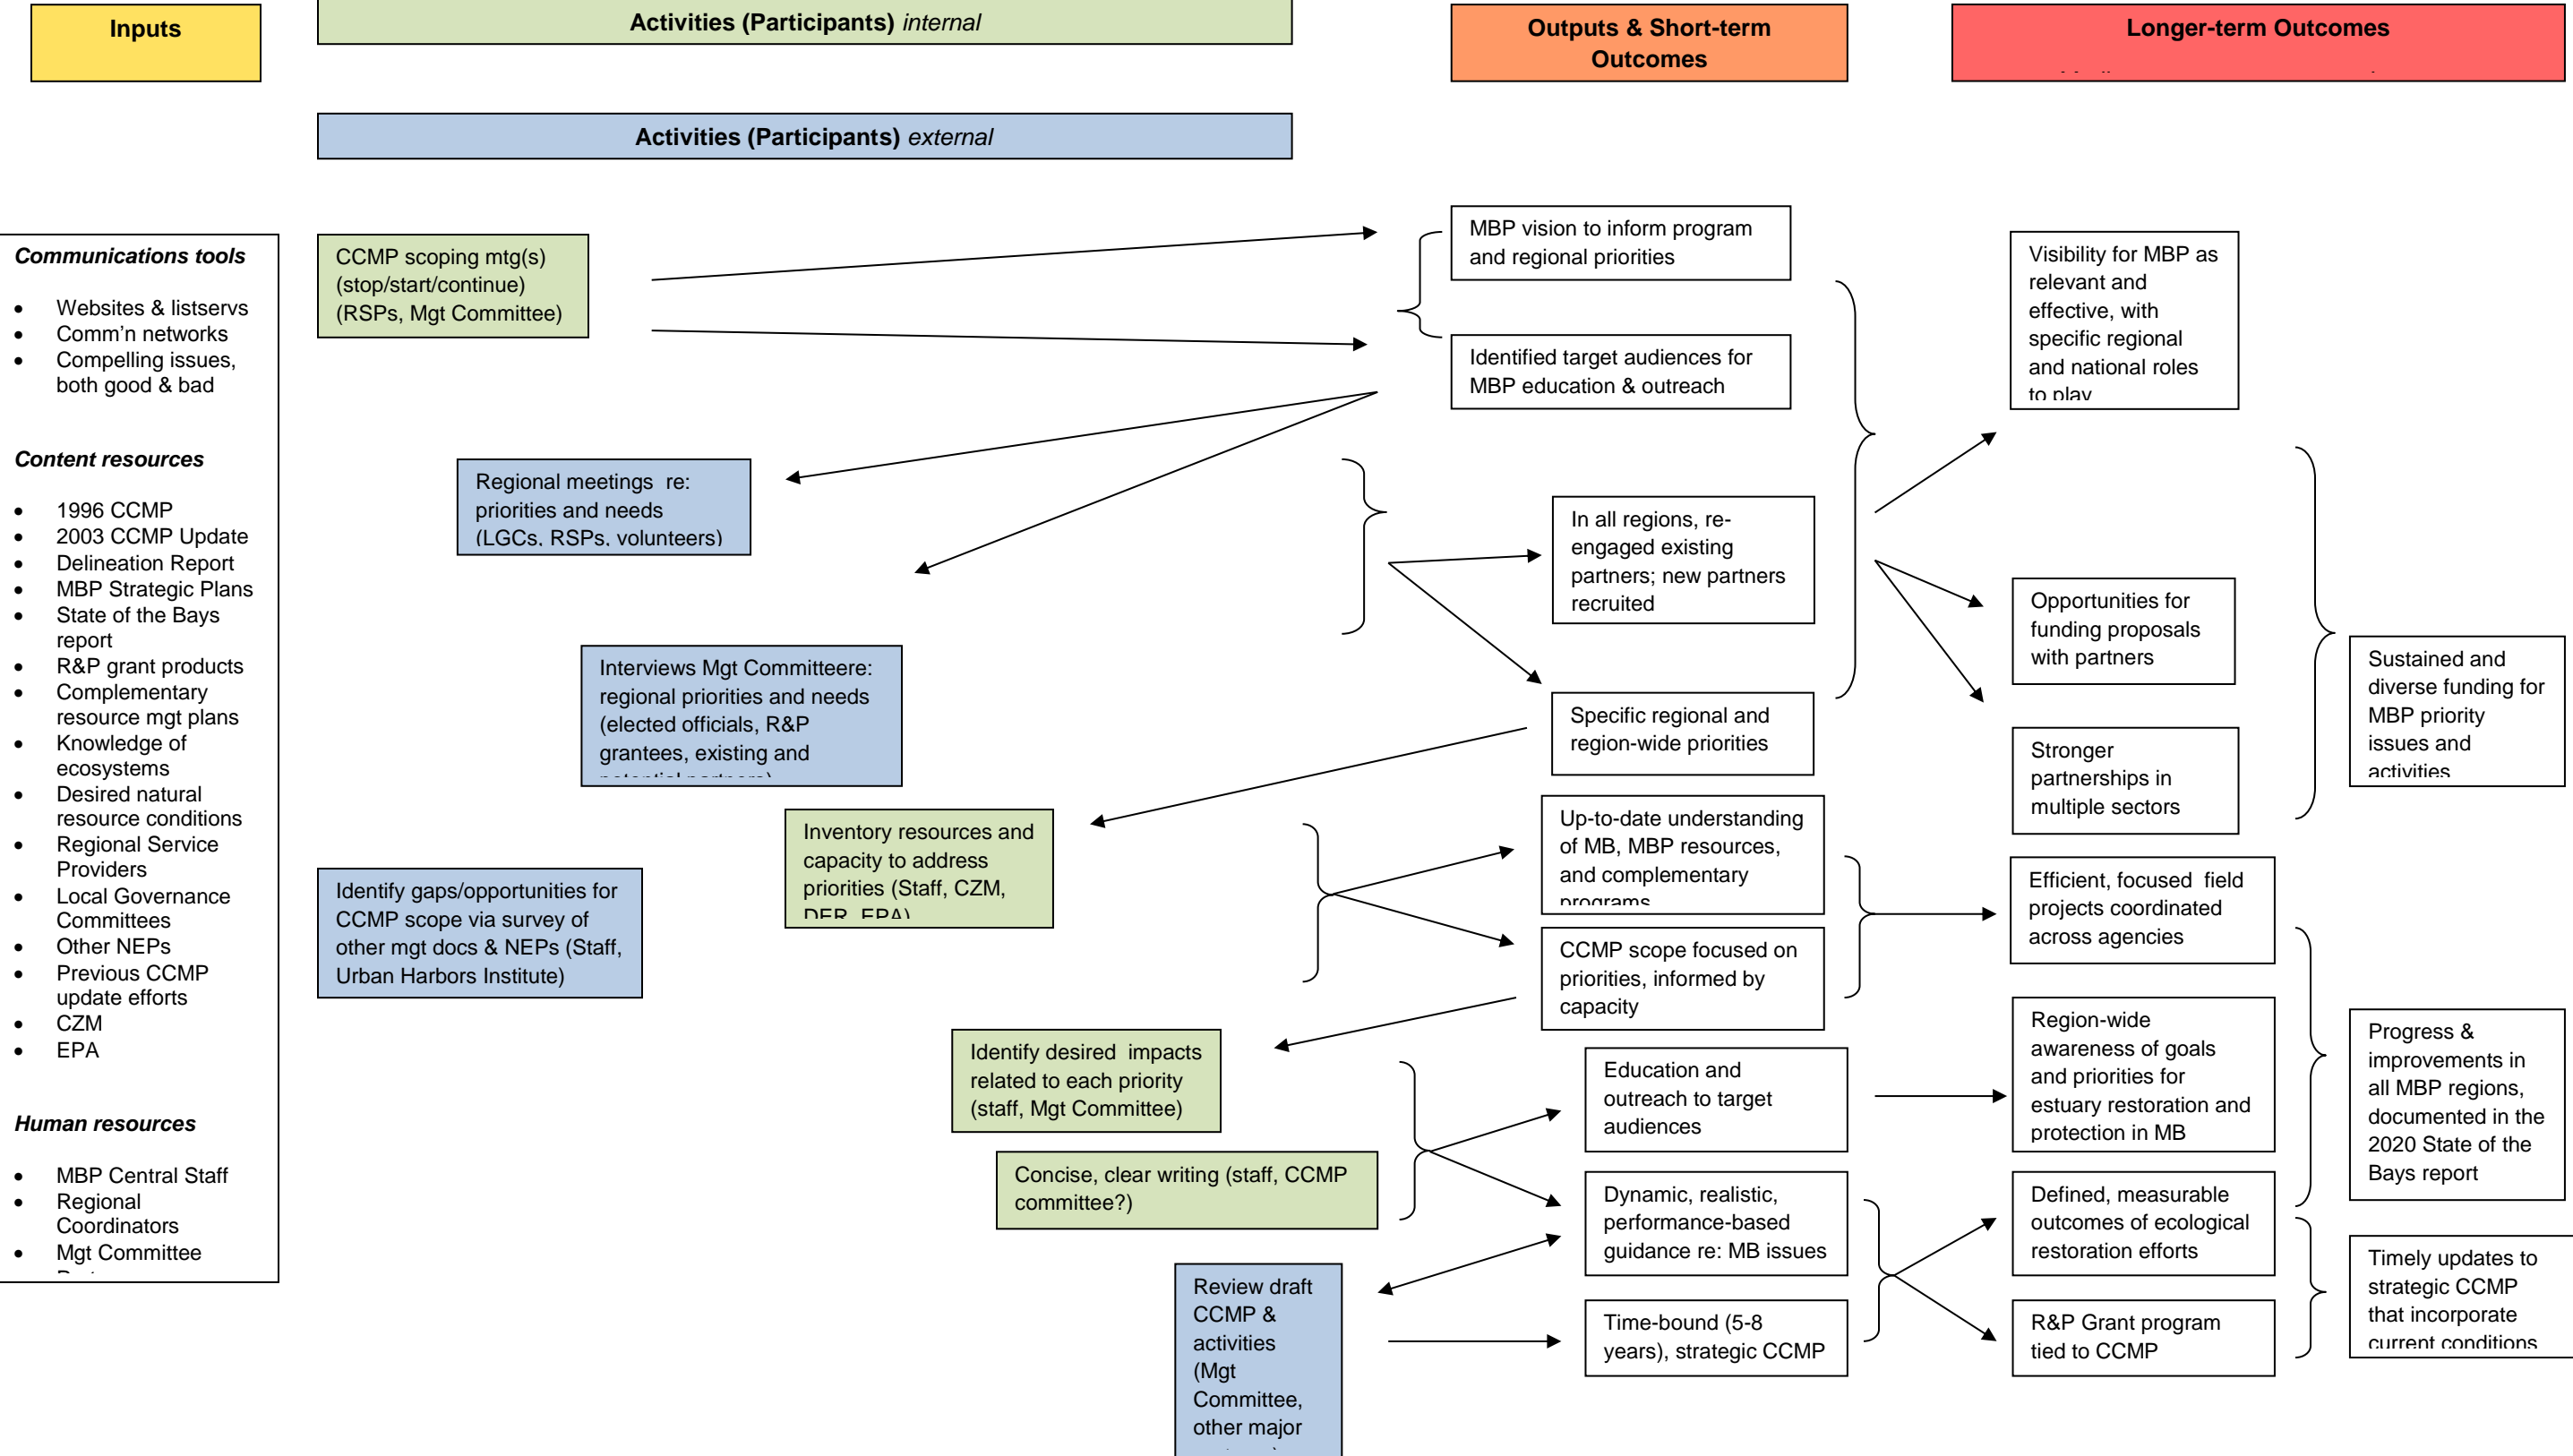 Inputs
Activities (Participants) internal
Outputs & Short-term
Outcomes
Longer-term Outcomes
Activities (Participants) external
Communications tools
• Websites & listservs
• Comm'n networks
• Compelling issues,
both good & bad
Content resources
• 1996 CCMP
• 2003 CCMP Update
• Delineation Report
• MBP Strategic Plans
• State of the Bays
report
• R&P grant products
• Complementary
resource mgt plans
• Knowledge of
ecosystems
• Desired natural
resource conditions
• Regional Service
Providers
• Local Governance
Committees
• Other NEPs
• Previous CCMP
update efforts
• CZM
• EPA
Human resources
• MBP Central Staff
• Regional
Coordinators
• Mgt Committee
CCMP scoping mtg(s)
(stop/start/continue)
(RSPs, Mgt Committee)
Regional meetings  re:
priorities and needs
(LGCs, RSPs, volunteers)
Interviews Mgt Committeere:
regional priorities and needs
(elected officials, R&P
grantees, existing and
potential partners)
Inventory resources and
capacity to address
priorities (Staff, CZM,
DER, EPA)
Identify gaps/opportunities for
CCMP scope via survey of
other mgt docs & NEPs (Staff,
Urban Harbors Institute)
Identify desired  impacts
related to each priority
(staff, Mgt Committee)
Concise, clear writing (staff, CCMP
committee?)
Review draft
CCMP &
activities
(Mgt
Committee,
other major
MBP vision to inform program
and regional priorities
Identified target audiences for
MBP education & outreach
In all regions, re-
engaged existing
partners; new partners
recruited
Specific regional and
region-wide priorities
Up-to-date understanding
of MB, MBP resources,
and complementary
programs
CCMP scope focused on
priorities, informed by
capacity
Education and
outreach to target
audiences
Dynamic, realistic,
performance-based
guidance re: MB issues
Time-bound (5-8
years), strategic CCMP
Visibility for MBP as
relevant and
effective, with
specific regional
and national roles
to play
Opportunities for
funding proposals
with partners
Stronger
partnerships in
multiple sectors
Efficient, focused  field
projects coordinated
across agencies
Region-wide
awareness of goals
and priorities for
estuary restoration and
protection in MB
Defined, measurable
outcomes of ecological
restoration efforts
R&P Grant program
tied to CCMP
Sustained and
diverse funding for
MBP priority
issues and
activities
Progress &
improvements in
all MBP regions,
documented in the
2020 State of the
Bays report
Timely updates to
strategic CCMP
that incorporate
current conditions